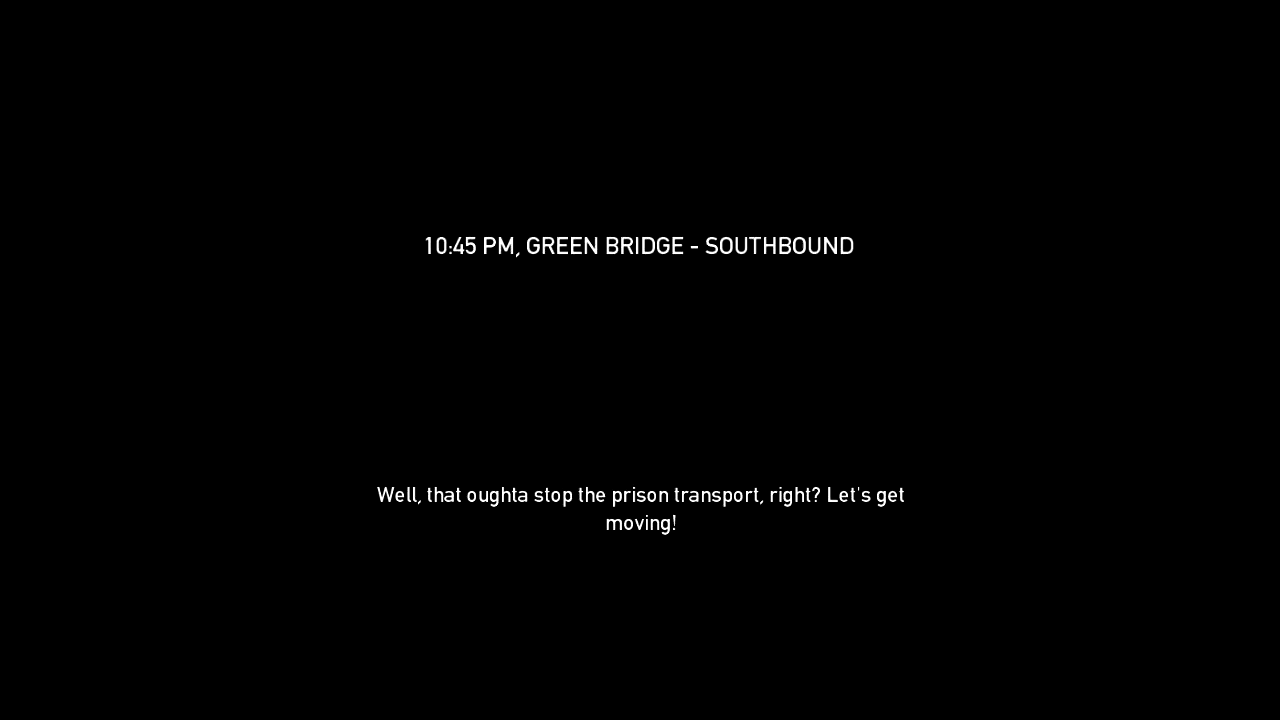 10:45 PM, GREEN BRIDGE - SOUTHBOUND
Well, that oughta stop the prison transport, right? Let's get
moving!